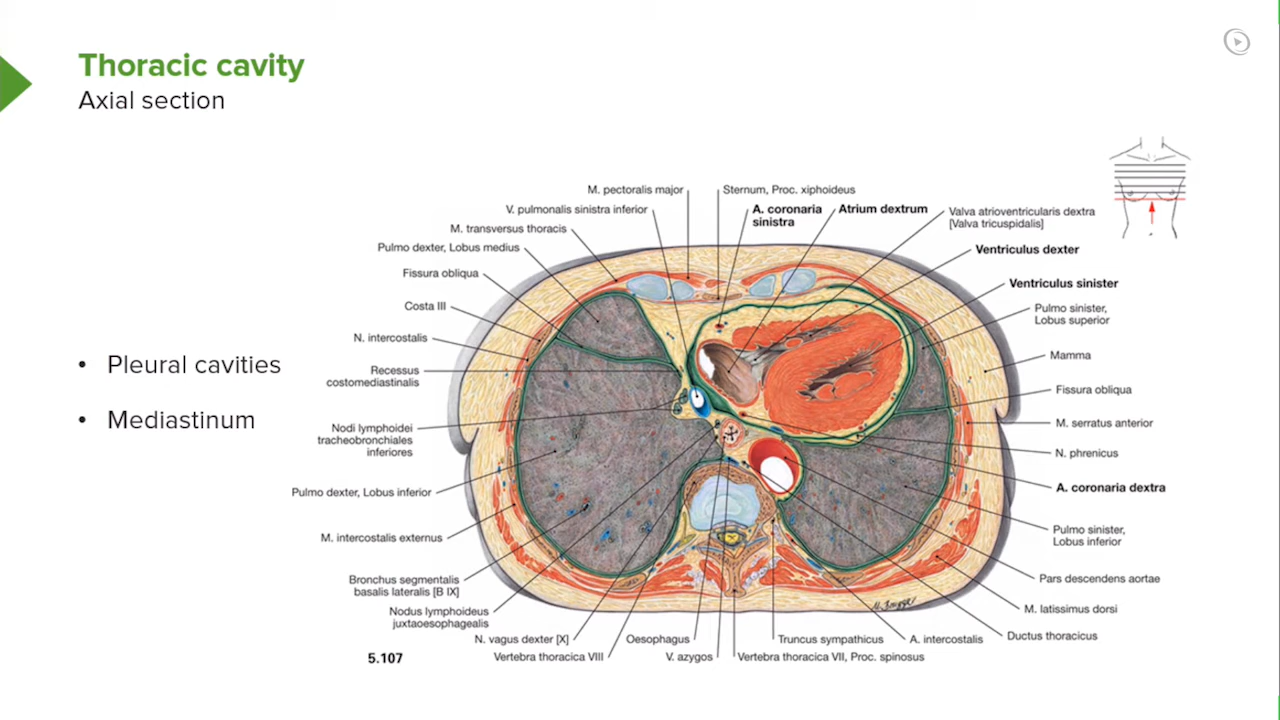 Thoracic cavity
Axial section
• Pleural cavities
• Mediastinum
M. pectoralis major
V. pulmonalis sinistra inferior
M. transversus thoracis
Pulmo dexter, Lobus medius
Fissura obliqua
Costa III
N. intercostalis
Recessus
costomediastinalis
Nodi lymphoidei
tracheobronchiales
inferiores
Pulmo dexter, Lobus inferior
M. intercostalis externus
Bronchus segmentalis
basalis lateralis [B IX]
Nodus lymphoideus
juxtaoesophagealis
N. vagus dexter [X]
Vertebra thoracica VIII
Oesophagus
V. azygos
Sternum, Proc. xiphoideus
A. coronaria
sinistra
Atrium dextrum
Valva atrioventricularis dextra
[Valva tricuspidalis]
Ventriculus dexter
Ventriculus sinister
Pulmo sinister,
Lobus superior
Mamma
Fissura obliqua
M. serratus anterior
N. phrenicus
A. coronaria dextra
Pulmo sinister,
Lobus inferior
Pars descendens aortae
M. latissimus dorsi
Ductus thoracicus
A. intercostalis
Truncus sympathicus
Vertebra thoracica VII, Proc. spinosus
5.107